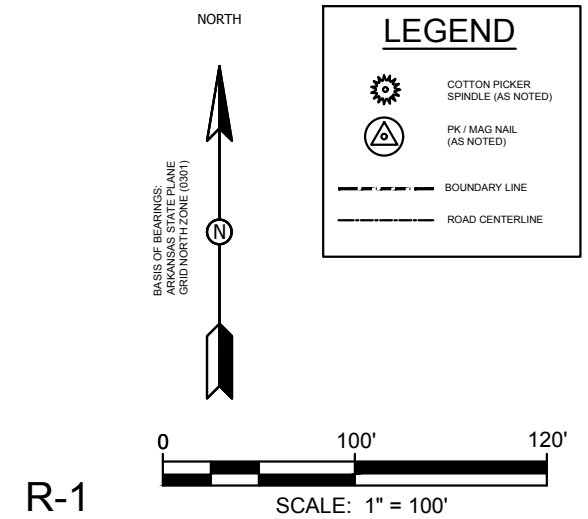 NORTH
BASIS OF BEARINGS:
ARKANSAS STATE PLANE
GRID NORTH ZONE (0301)
N
LEGEND
COTTON PICKER
SPINDLE (AS NOTED)
PK / MAG NAIL
(AS NOTED)
BOUNDARY LINE
ROAD CENTERLINE
0 100' 120'
SCALE: 1" = 100'
R-1